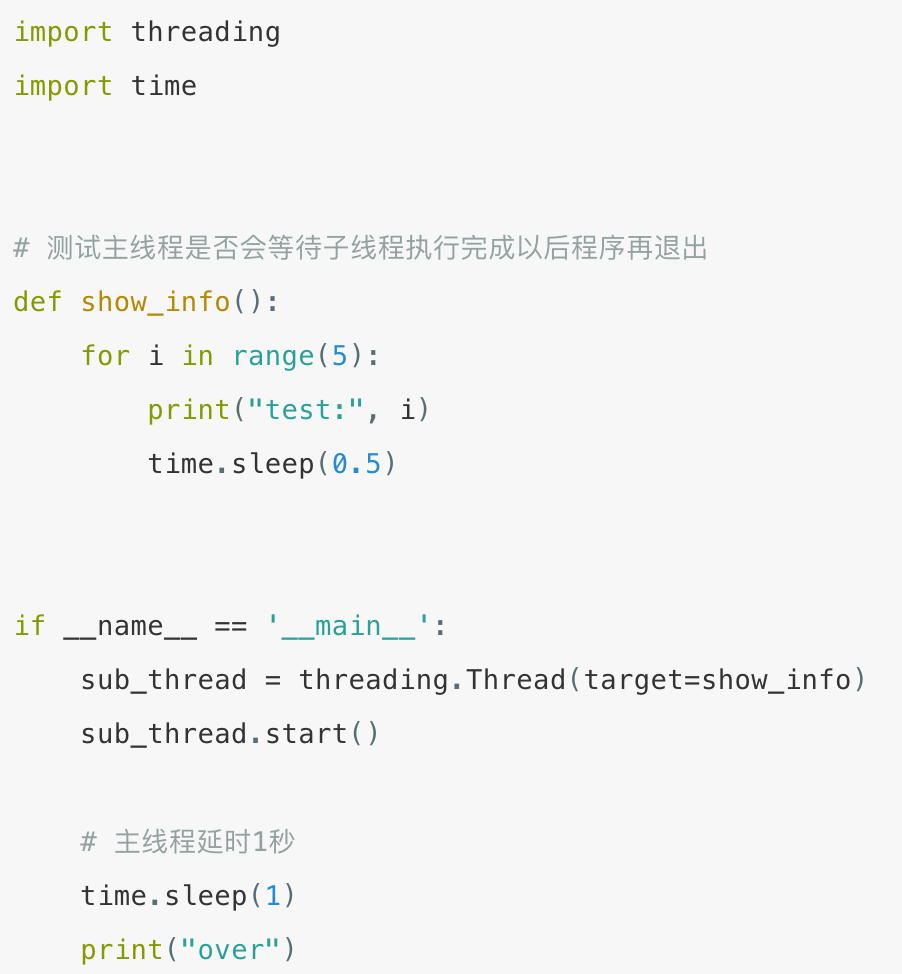 import threading
import time
# 测试主线程是否会等待子线程执行完成以后程序再退出
def show_info():
    for i in range(5):
        print("test:", i)
        time.sleep(0.5)
if __name__ == '__main__':
    sub_thread = threading.Thread(target=show_info)
    sub_thread.start()
    # 主线程延时1秒
    time.sleep(1)
    print("over")